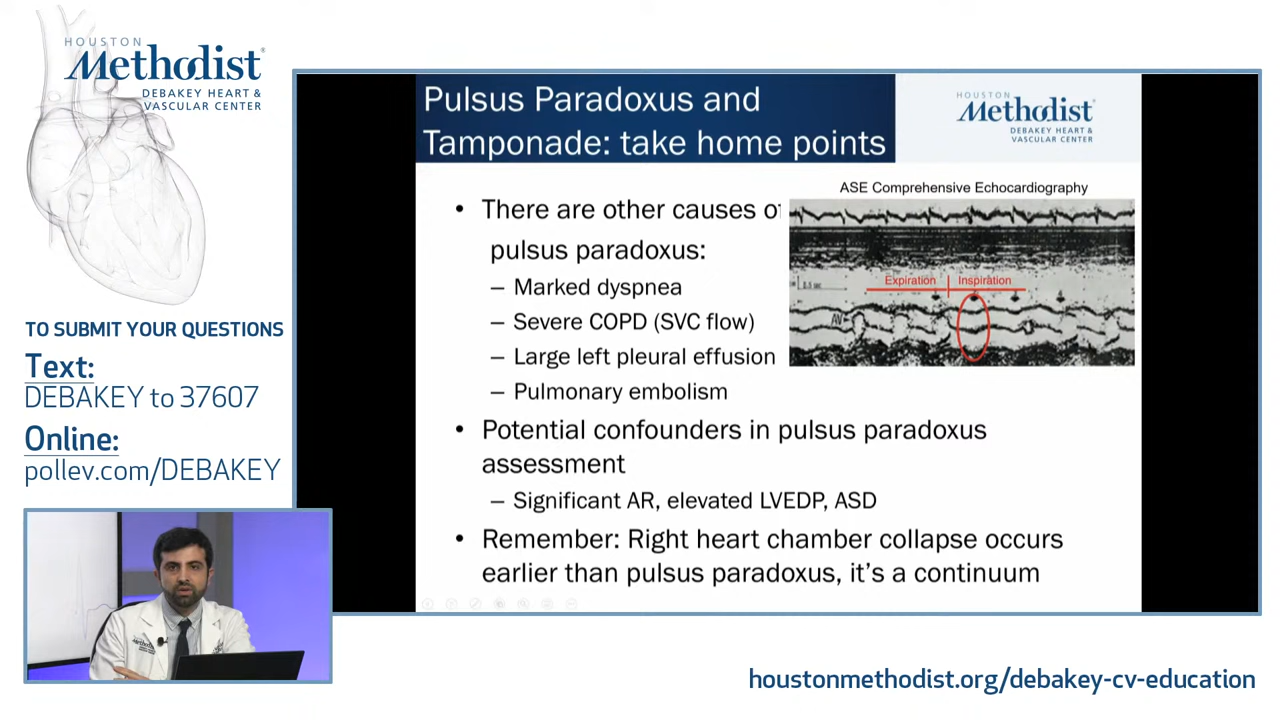 HOUSTON
Methodist®
DEBAKEY HEART &
VASCULAR CENTER
TO SUBMIT YOUR QUESTIONS
Text:
DEBAKEY to 37607
Online:
pollev.com/DEBAKEY
Pulsus Paradoxus and
Tamponade: take home points
HOUSTON
Methodist®
DEBAKEY HEART &
VASCULAR CENTER
• There are other causes of
pulsus paradoxus:
– Marked dyspnea
– Severe COPD (SVC flow)
– Large left pleural effusion
– Pulmonary embolism
• Potential confounders in pulsus paradoxus
assessment
– Significant AR, elevated LVEDP, ASD
• Remember: Right heart chamber collapse occurs
earlier than pulsus paradoxus, it's a continuum
ASE Comprehensive Echocardiography
Expiration
Inspiration
AV
Methodist
houstonmethodist.org/debakey-cv-education